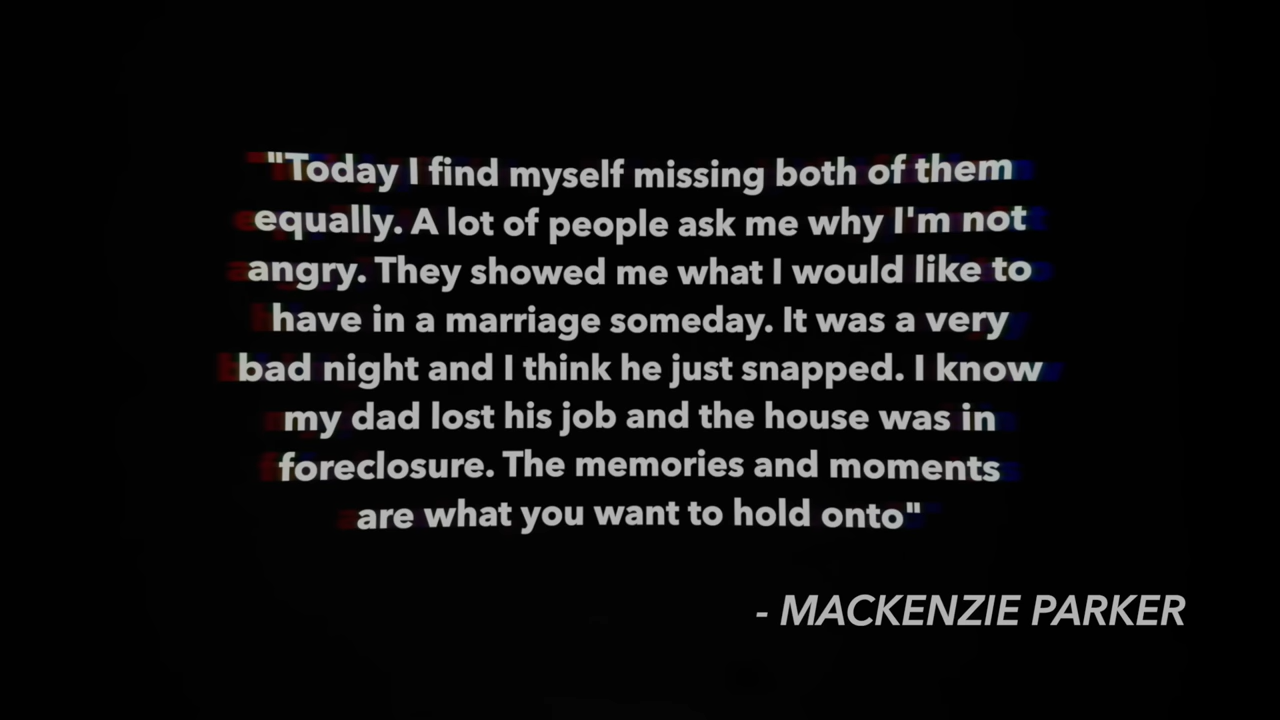 "Today I find myself missing both of them
equally. A lot of people ask me why I'm not
angry. They showed me what I would like to
have in a marriage someday. It was a very
bad night and I think he just snapped. I know
my dad lost his job and the house was in
foreclosure. The memories and moments
are what you want to hold onto"
- MACKENZIE PARKER